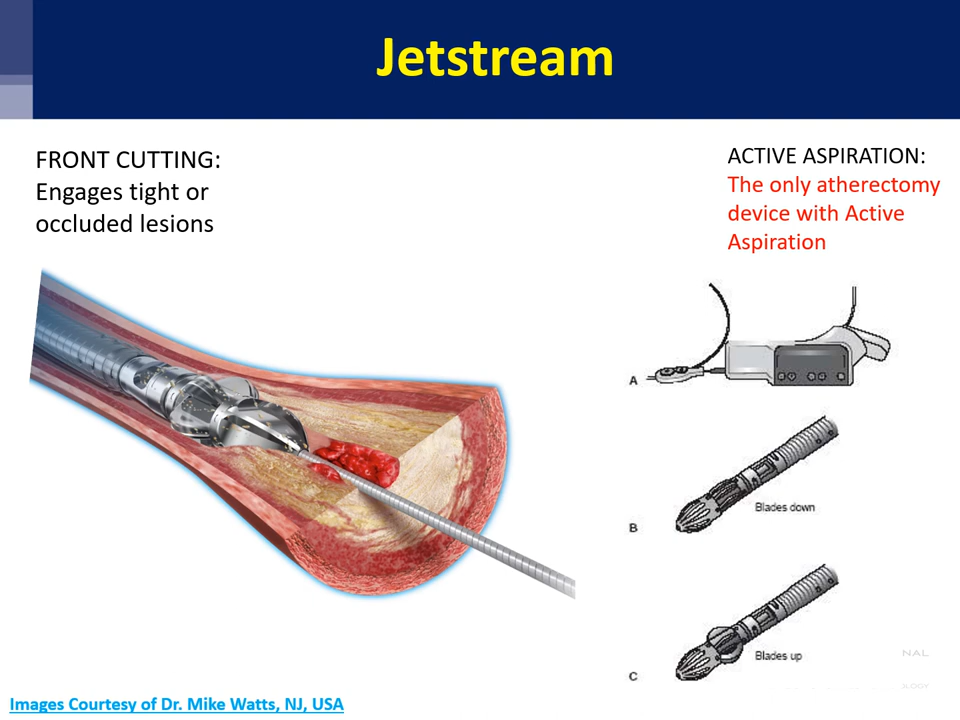 Jetstream
FRONT CUTTING:
Engages tight or
occluded lesions
ACTIVE ASPIRATION:
The only atherectomy
device with Active
Aspiration
A
Blades down
B
Blades up
C
NAL
Images Courtesy of Dr. Mike Watts, NJ, USA